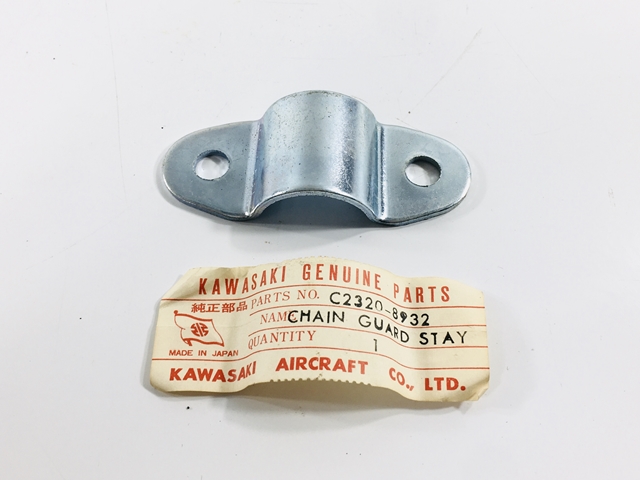 KAWASAKI GENUINE PARTS
純正部品 PARTS NO. C2320-8932
NAME CHAIN GUARD STAY
QUANTITY 1
MADE IN JAPAN
KAWASAKI AIRCRAFT CO., LTD.